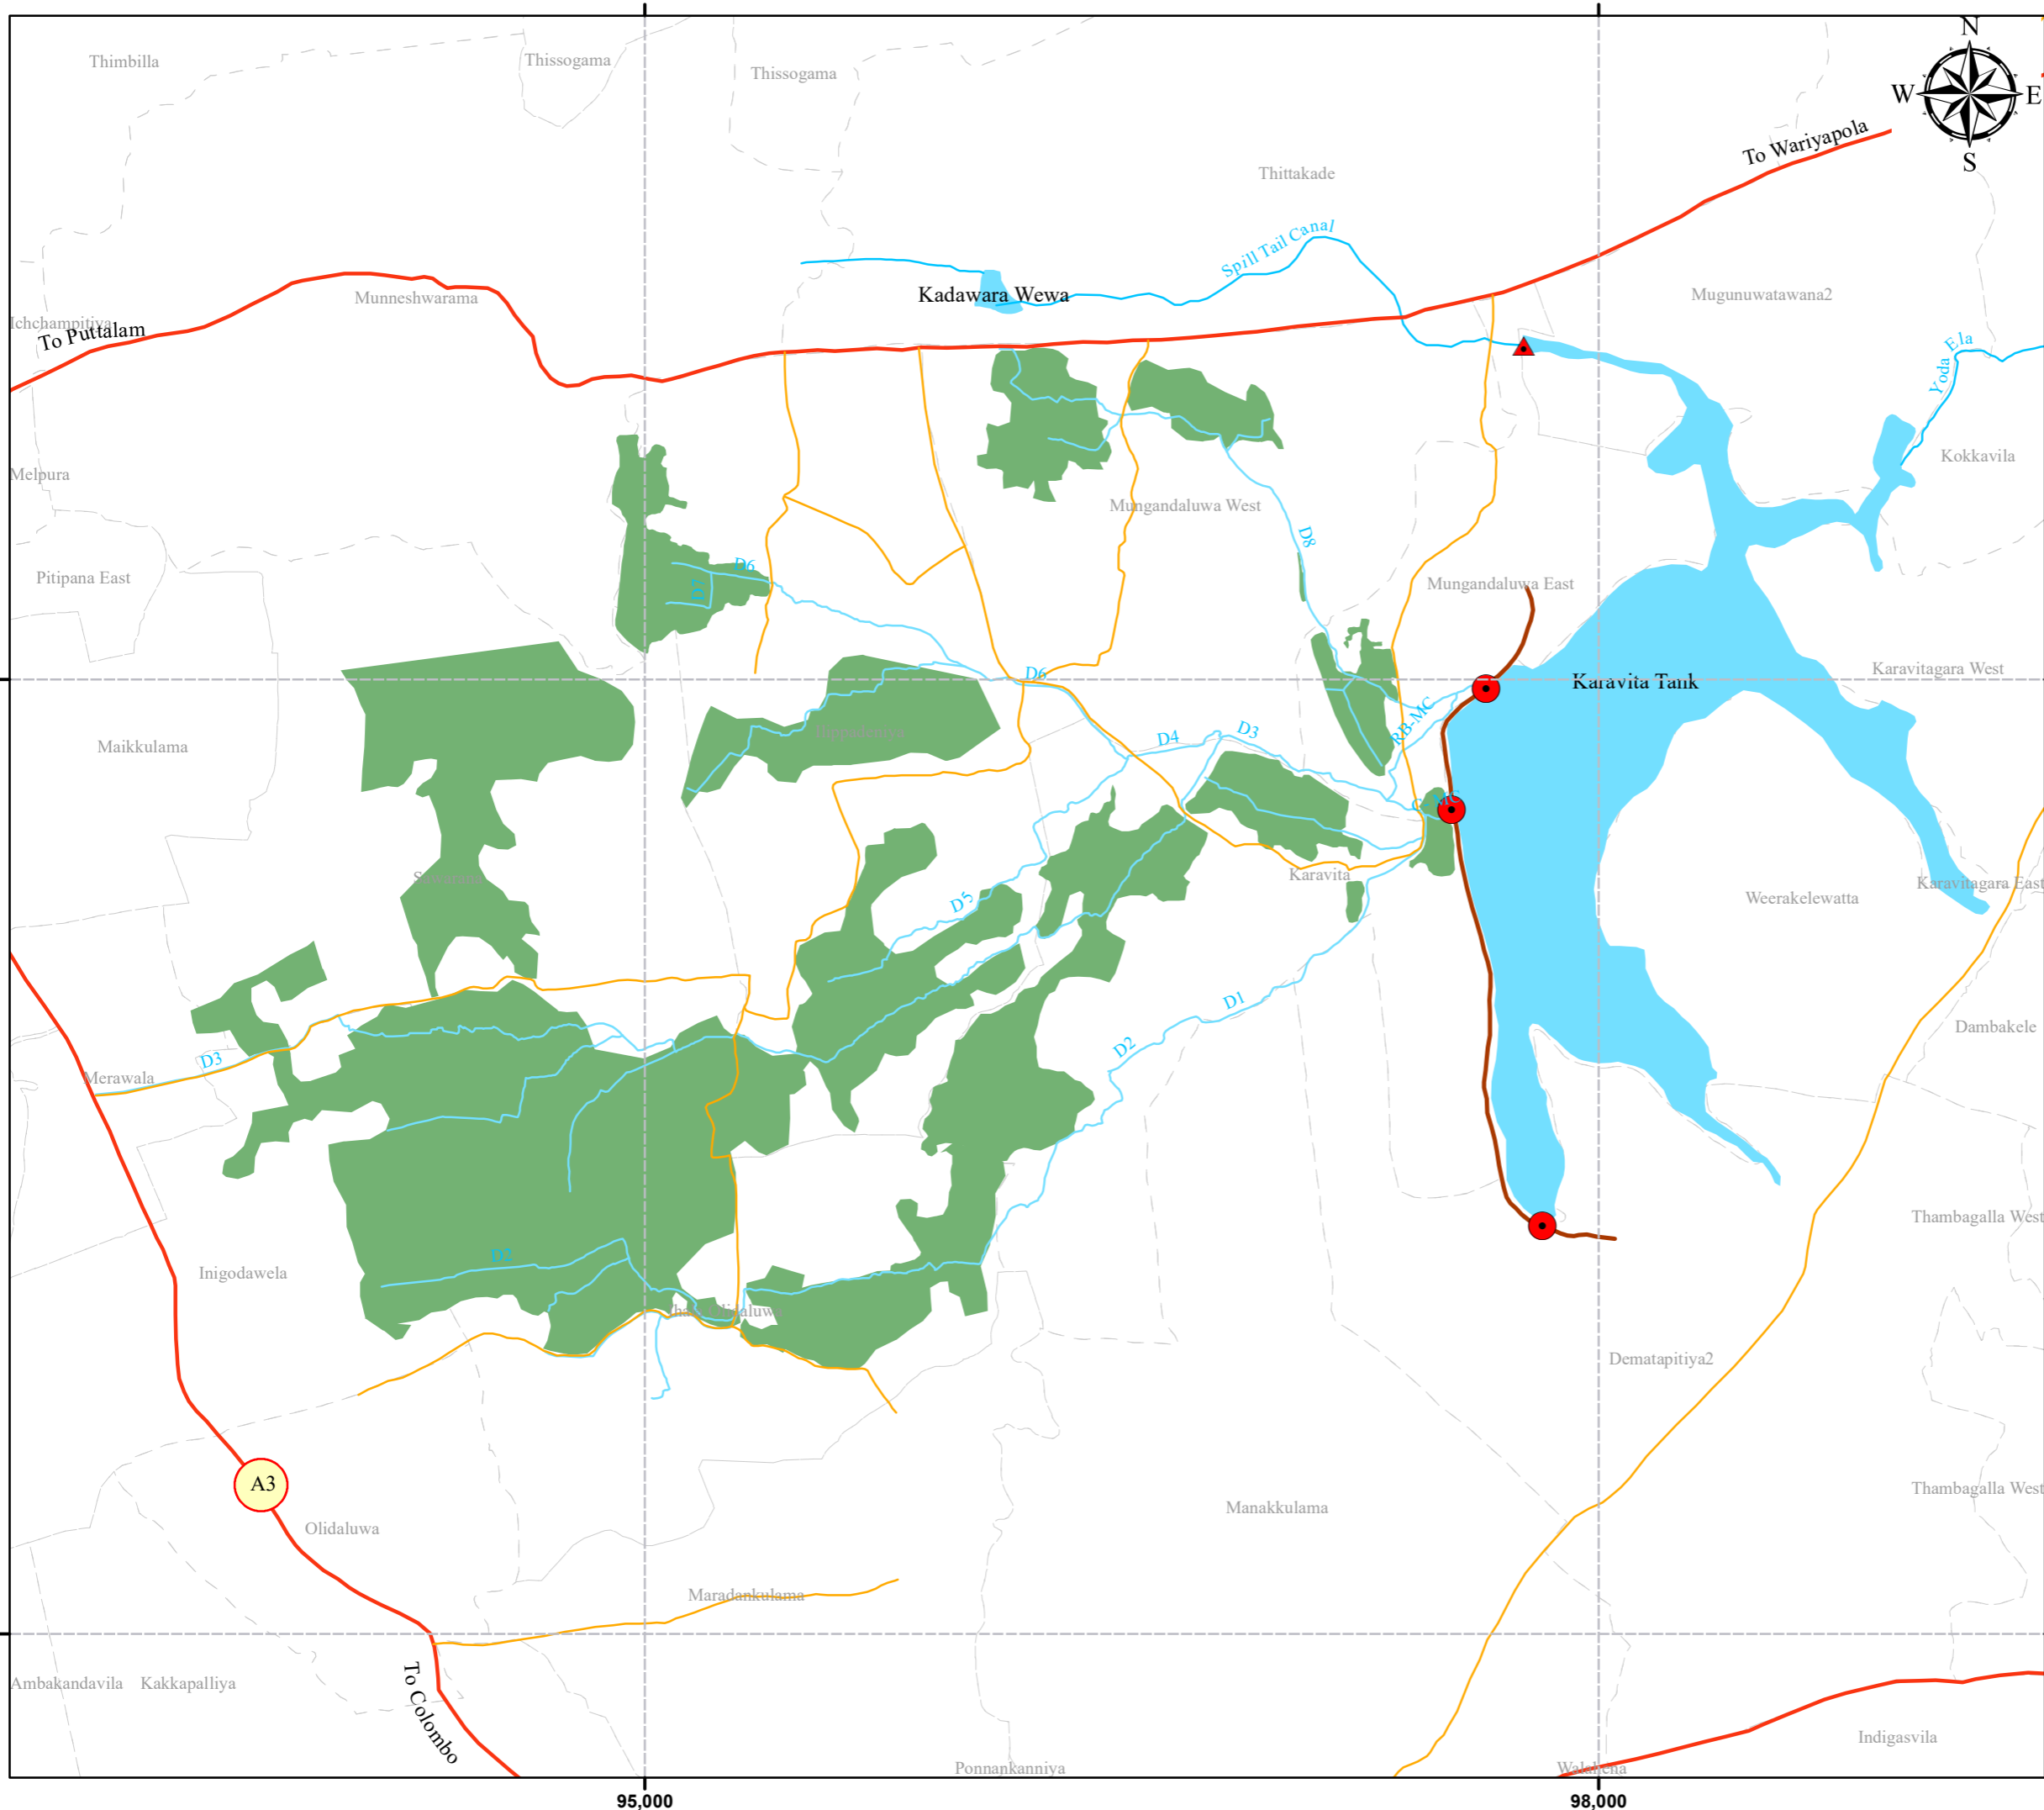 N
Thimbilla
Thissogama
Thissogama
W
E
To Wariyapola
S
Thittakade
Spill Tail Canal
Munneshwarama
Kadawara Wewa
Mugunuwatawana2
Ichchampitiya
To Puttalam
Yoda Ela
Melpura
Kokkavila
Mungandaluwa West
D8
D6
Pitipana East
D7
Mungandaluwa East
D6
Karavitagara West
Karavita Tank
RB-MC
D3
D4
Maikkulama
Karavita
Karavitagara East
D5
Weerakelewatta
D1
Dambakele
D2
D3
Merawala
Thambagalla West
D2
Inigodawela
Dematapitiya2
A3
Thambagalla West
Manakkulama
Olidaluwa
Maradankulama
Ambakandavila
Kakkapalliya
To Colombo
Indigasvila
Ponnankanniya
Walahena
95,000
98,000